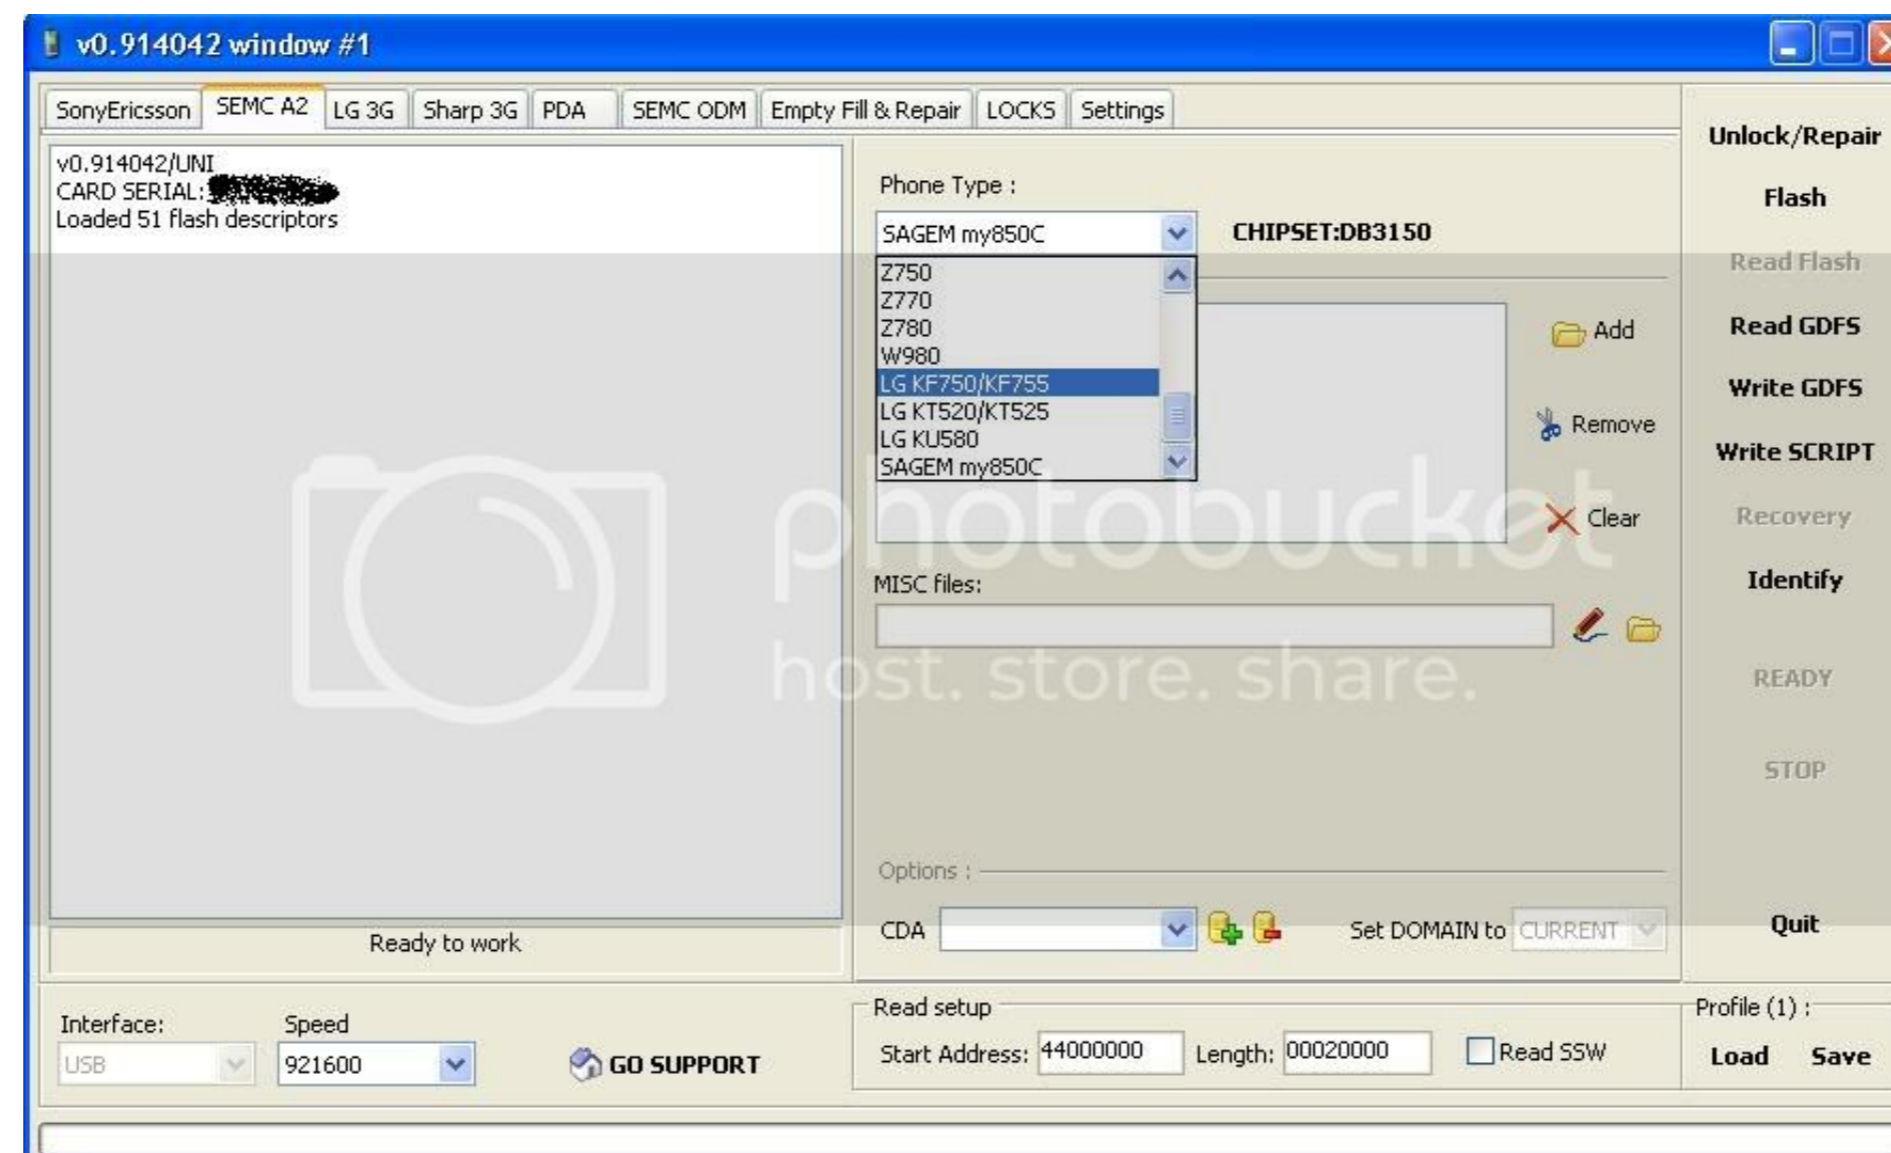 v0.914042 window #1
SonyEricsson SEMC A2 LG 3G Sharp 3G PDA SEMC ODM Empty Fill & Repair LOCKS Settings
v0.914042/UNI
CARD SERIAL:
Loaded 51 flash descriptors
Ready to work
Phone Type :
SAGEM my850C
CHIPSET:DB3150
Z750
Z770
Z780
W980
LG KF750/KF755
LG KT520/KT525
LG KU580
SAGEM my850C
Add
Remove
Clear
MISC files:
Options :
CDA
Set DOMAIN to CURRENT
Unlock/Repair
Flash
Read Flash
Read GDFS
Write GDFS
Write SCRIPT
Recovery
Identify
READY
STOP
Quit
Interface:
USB
Speed
921600
GO SUPPORT
Read setup
Start Address: 44000000 Length: 00020000 Read SSW
Profile (1) :
Load Save
photobucket
host. store. share.